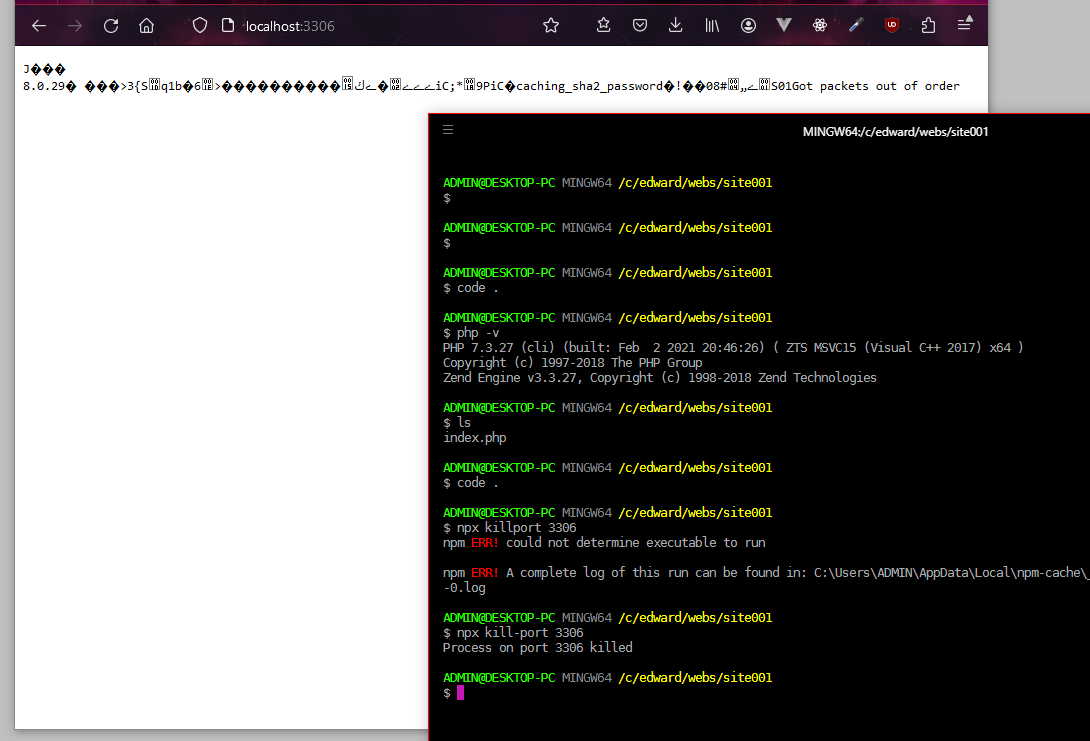 localhost:3306
J���
8.0.29� ���>3{S
q1b�6
>����������
iC;*
9PiC�caching_sha2_password�!��08#
S01Got packets out of order
MINGW64:/c/edward/webs/site001
ADMIN@DESKTOP-PC MINGW64 /c/edward/webs/site001
$
ADMIN@DESKTOP-PC MINGW64 /c/edward/webs/site001
$
ADMIN@DESKTOP-PC MINGW64 /c/edward/webs/site001
$ code .
ADMIN@DESKTOP-PC MINGW64 /c/edward/webs/site001
$ php -v
PHP 7.3.27 (cli) (built: Feb  2 2021 20:46:26) ( ZTS MSVC15 (Visual C++ 2017) x64 )
Copyright (c) 1997-2018 The PHP Group
Zend Engine v3.3.27, Copyright (c) 1998-2018 Zend Technologies
ADMIN@DESKTOP-PC MINGW64 /c/edward/webs/site001
$ ls
index.php
ADMIN@DESKTOP-PC MINGW64 /c/edward/webs/site001
$ code .
ADMIN@DESKTOP-PC MINGW64 /c/edward/webs/site001
$ npx killport 3306
npm ERR! could not determine executable to run
npm ERR! A complete log of this run can be found in: C:\Users\ADMIN\AppData\Local\npm-cache\_
-0.log
ADMIN@DESKTOP-PC MINGW64 /c/edward/webs/site001
$ npx kill-port 3306
Process on port 3306 killed
ADMIN@DESKTOP-PC MINGW64 /c/edward/webs/site001
$